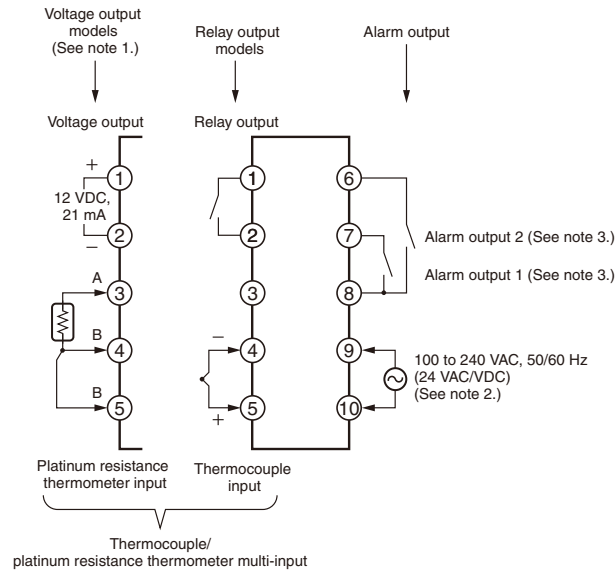 Voltage output
models
(See note 1.)
Relay output
models
Alarm output
Voltage output
Relay output
+
12 VDC,
21 mA
−
1
2
A
3
B
4
B
5
1
2
3
−
4
+
5
6
7
8
9
10
Alarm output 2 (See note 3.)
Alarm output 1 (See note 3.)
100 to 240 VAC, 50/60 Hz
(24 VAC/VDC)
(See note 2.)
Platinum resistance
thermometer input
Thermocouple
input
Thermocouple/
platinum resistance thermometer multi-input